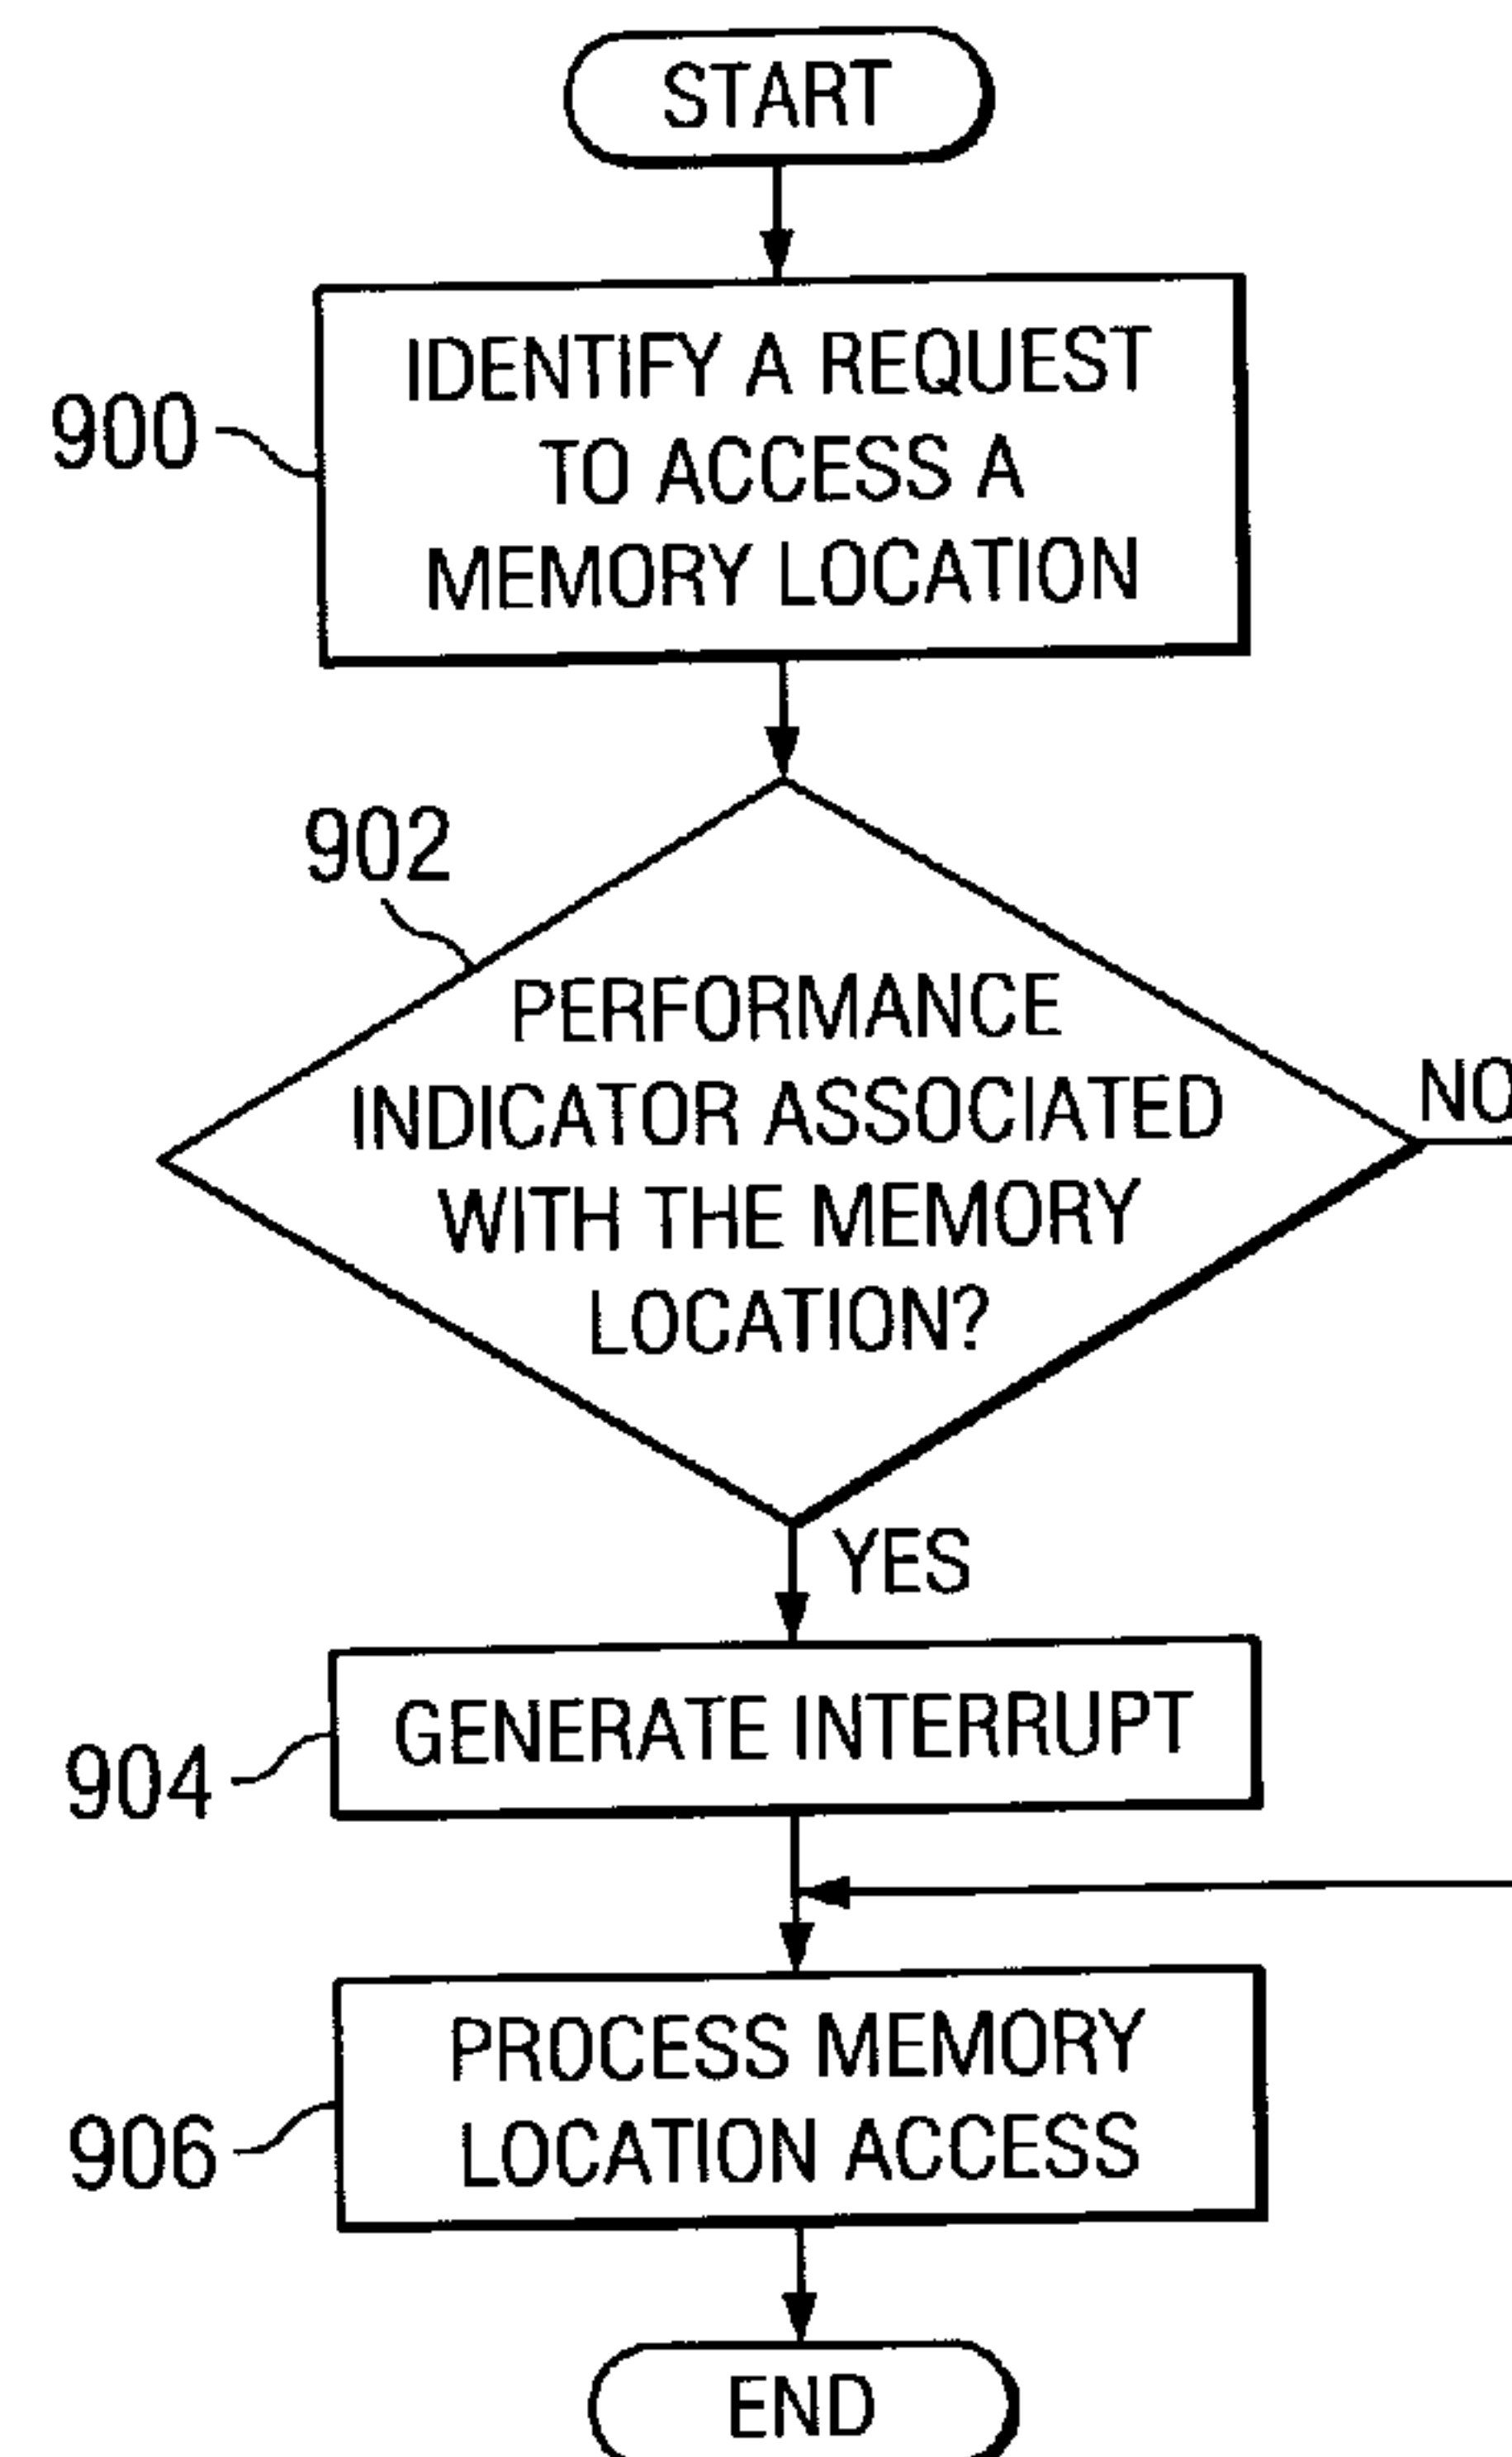 START
IDENTIFY A REQUEST
TO ACCESS A
MEMORY LOCATION
900
902
PERFORMANCE
INDICATOR ASSOCIATED
WITH THE MEMORY
LOCATION?
NO
YES
GENERATE INTERRUPT
904
PROCESS MEMORY
LOCATION ACCESS
906
END